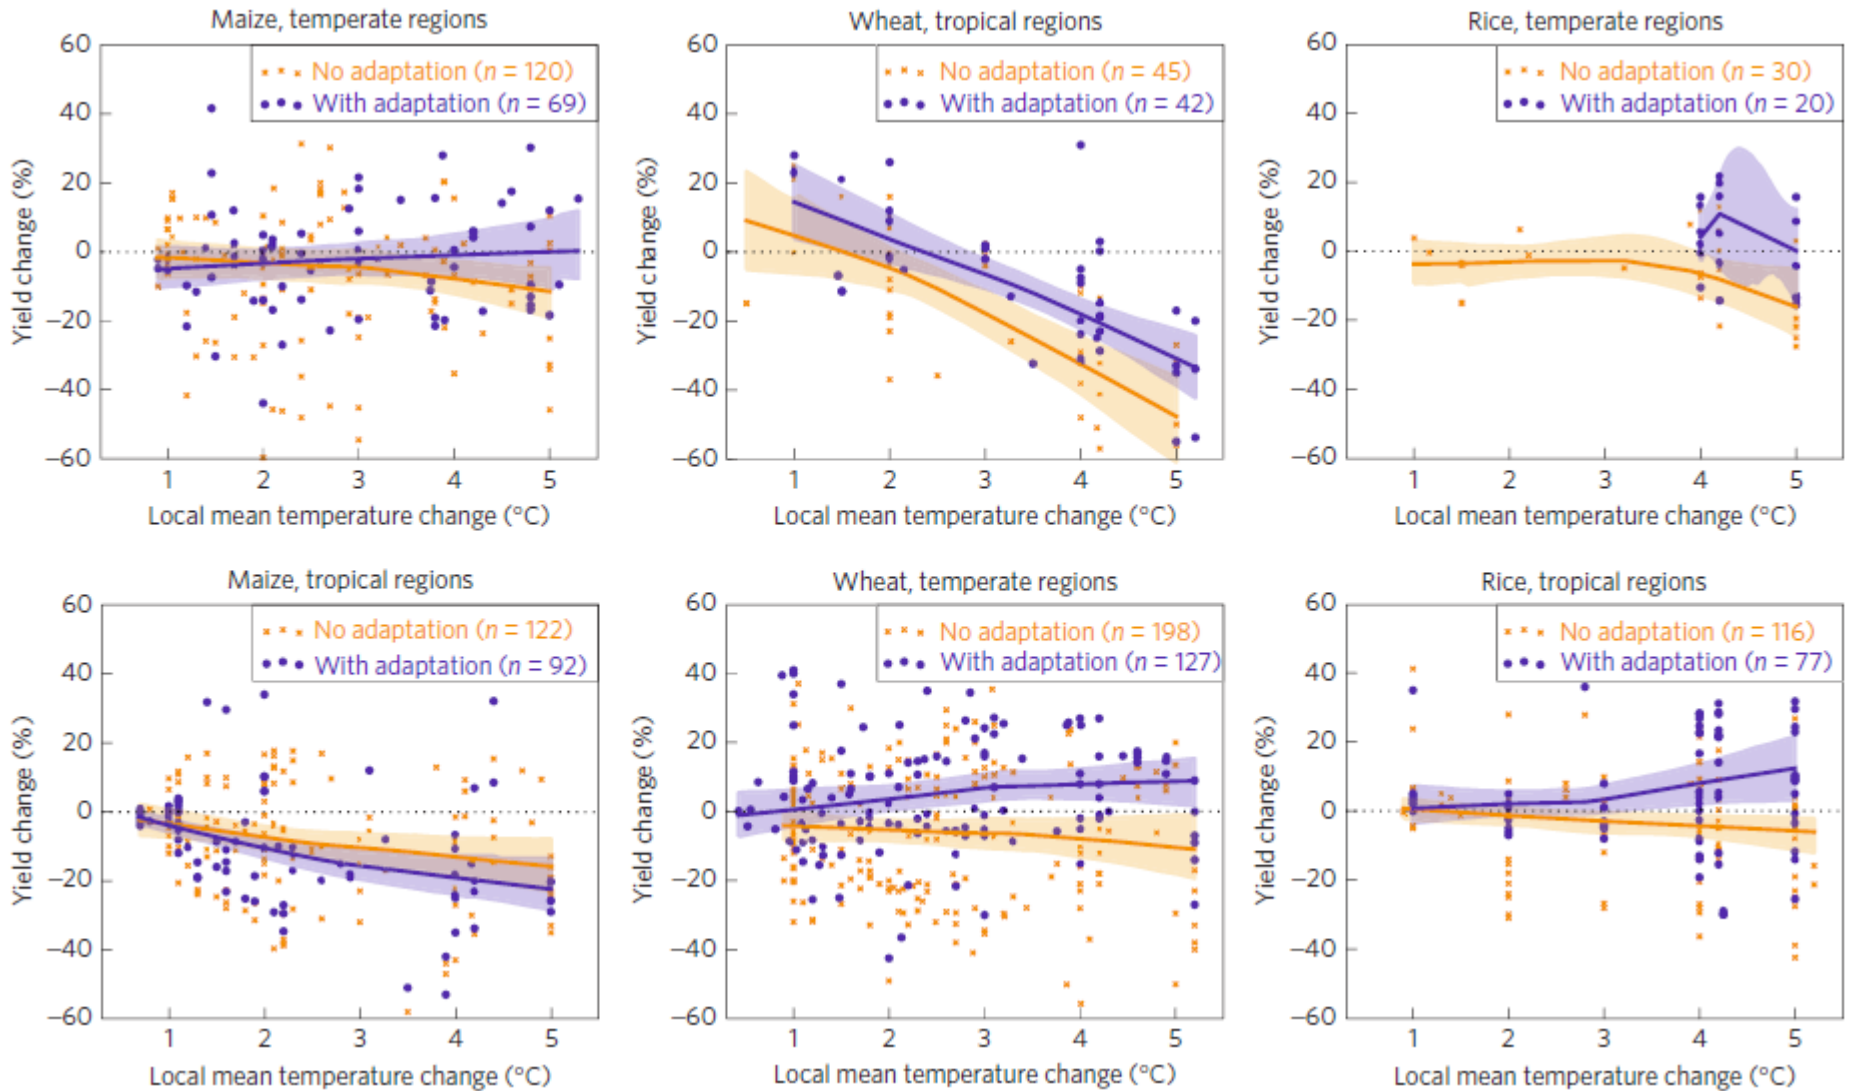 Maize, temperate regions
60
40
20
0
−20
−40
−60
Yield change (%)
No adaptation (n = 120)
With adaptation (n = 69)
1 2 3 4 5
Local mean temperature change (°C)
Wheat, tropical regions
60
40
20
0
−20
−40
−60
Yield change (%)
No adaptation (n = 45)
With adaptation (n = 42)
1 2 3 4 5
Local mean temperature change (°C)
Rice, temperate regions
60
40
20
0
−20
−40
−60
Yield change (%)
No adaptation (n = 30)
With adaptation (n = 20)
1 2 3 4 5
Local mean temperature change (°C)
Maize, tropical regions
60
40
20
0
−20
−40
−60
Yield change (%)
No adaptation (n = 122)
With adaptation (n = 92)
1 2 3 4 5
Local mean temperature change (°C)
Wheat, temperate regions
60
40
20
0
−20
−40
−60
Yield change (%)
No adaptation (n = 198)
With adaptation (n = 127)
1 2 3 4 5
Local mean temperature change (°C)
Rice, tropical regions
60
40
20
0
−20
−40
−60
Yield change (%)
No adaptation (n = 116)
With adaptation (n = 77)
1 2 3 4 5
Local mean temperature change (°C)